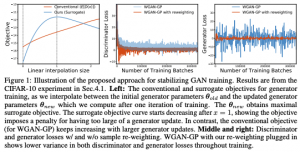 Conventional (Eq(3))
Ours (surrogate)
Objective
Linear interpolation size
WGAN-GP
WGAN-GP with reweighting
Discriminator Loss
Number of Training Batches
WGAN-GP
WGAN-GP with reweighting
Generator Loss
Number of Training Batches
Figure 1: Illustration of the proposed approach for stabilizing GAN training. Results are from the
CIFAR-10 experiment in Sec.4.1. Left: The conventional and surrogate objectives for generator
training, as we interpolate between the initial generator parameters θold and the updated generator
parameters θnew which we compute after one iteration of training. The θnew obtains maximal
surrogate objective. The surrogate objective curve starts decreasing after x = 1, showing the objective
imposes a penalty for having too large of a generator update. In contrast, the conventional objective
(for WGAN-GP) keeps increasing with larger generator updates. Middle and right: Discriminator
and generator losses w/ and w/o sample re-weighting. WGAN-GP with our re-weighting plugged-in
shows lower variance in both discriminator and generator losses throughout training.